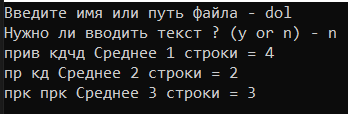 Введите имя или путь файла - dol
Нужно ли вводить текст ? (y or n) - n
прив кдчд Среднее 1 строки = 4
пр кд Среднее 2 строки = 2
прк прк Среднее 3 строки = 3